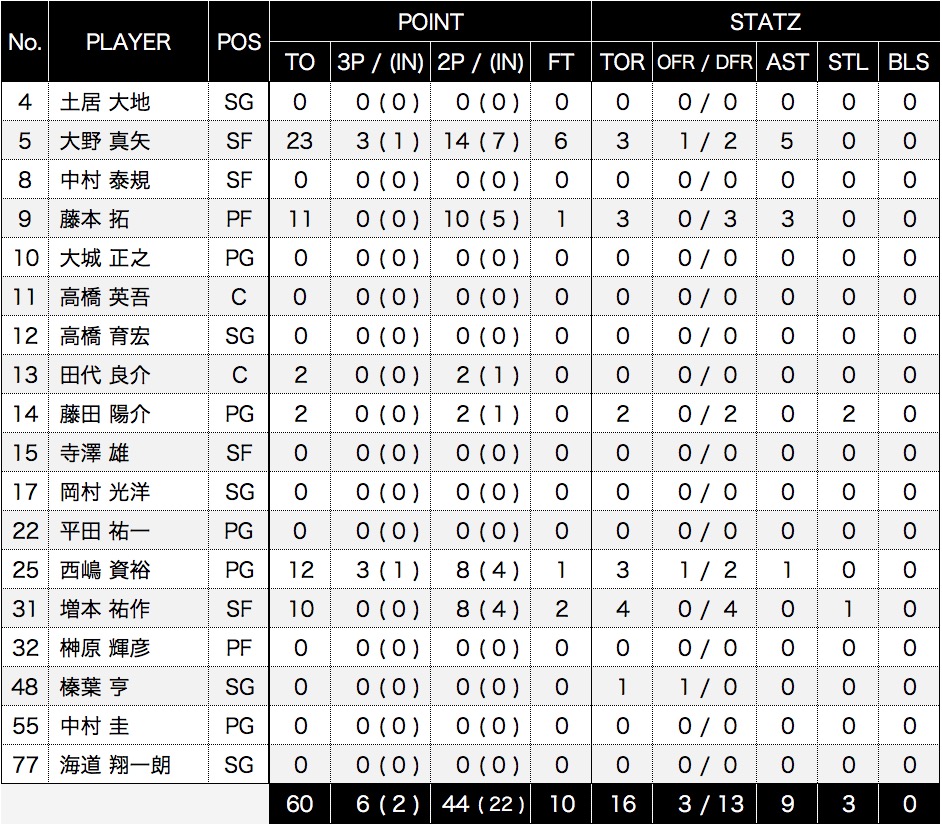 POINT STATZ
No. PLAYER POS TO 3P / (IN) 2P / (IN) FT TOR OFR / DFR AST STL BLS
4 土居 大地 SG 0 0 ( 0 ) 0 ( 0 ) 0 0 0 / 0 0 0 0
5 大野 真矢 SF 23 3 ( 1 ) 14 ( 7 ) 6 3 1 / 2 5 0 0
8 中村 泰規 SF 0 0 ( 0 ) 0 ( 0 ) 0 0 0 / 0 0 0 0
9 藤本 拓 PF 11 0 ( 0 ) 10 ( 5 ) 1 3 0 / 3 3 0 0
10 大城 正之 PG 0 0 ( 0 ) 0 ( 0 ) 0 0 0 / 0 0 0 0
11 高橋 英吾 C 0 0 ( 0 ) 0 ( 0 ) 0 0 0 / 0 0 0 0
12 高橋 育宏 SG 0 0 ( 0 ) 0 ( 0 ) 0 0 0 / 0 0 0 0
13 田代 良介 C 2 0 ( 0 ) 2 ( 1 ) 0 0 0 / 0 0 0 0
14 藤田 陽介 PG 2 0 ( 0 ) 2 ( 1 ) 0 2 0 / 2 0 2 0
15 寺澤 雄 SF 0 0 ( 0 ) 0 ( 0 ) 0 0 0 / 0 0 0 0
17 岡村 光洋 SG 0 0 ( 0 ) 0 ( 0 ) 0 0 0 / 0 0 0 0
22 平田 祐一 PG 0 0 ( 0 ) 0 ( 0 ) 0 0 0 / 0 0 0 0
25 西嶋 資裕 PG 12 3 ( 1 ) 8 ( 4 ) 1 3 1 / 2 1 0 0
31 増本 祐作 SF 10 0 ( 0 ) 8 ( 4 ) 2 4 0 / 4 0 1 0
32 榊原 輝彦 PF 0 0 ( 0 ) 0 ( 0 ) 0 0 0 / 0 0 0 0
48 榛葉 亨 SG 0 0 ( 0 ) 0 ( 0 ) 0 1 1 / 0 0 0 0
55 中村 圭 PG 0 0 ( 0 ) 0 ( 0 ) 0 0 0 / 0 0 0 0
77 海道 翔一朗 SG 0 0 ( 0 ) 0 ( 0 ) 0 0 0 / 0 0 0 0
60 6 ( 2 ) 44 ( 22 ) 10 16 3 / 13 9 3 0